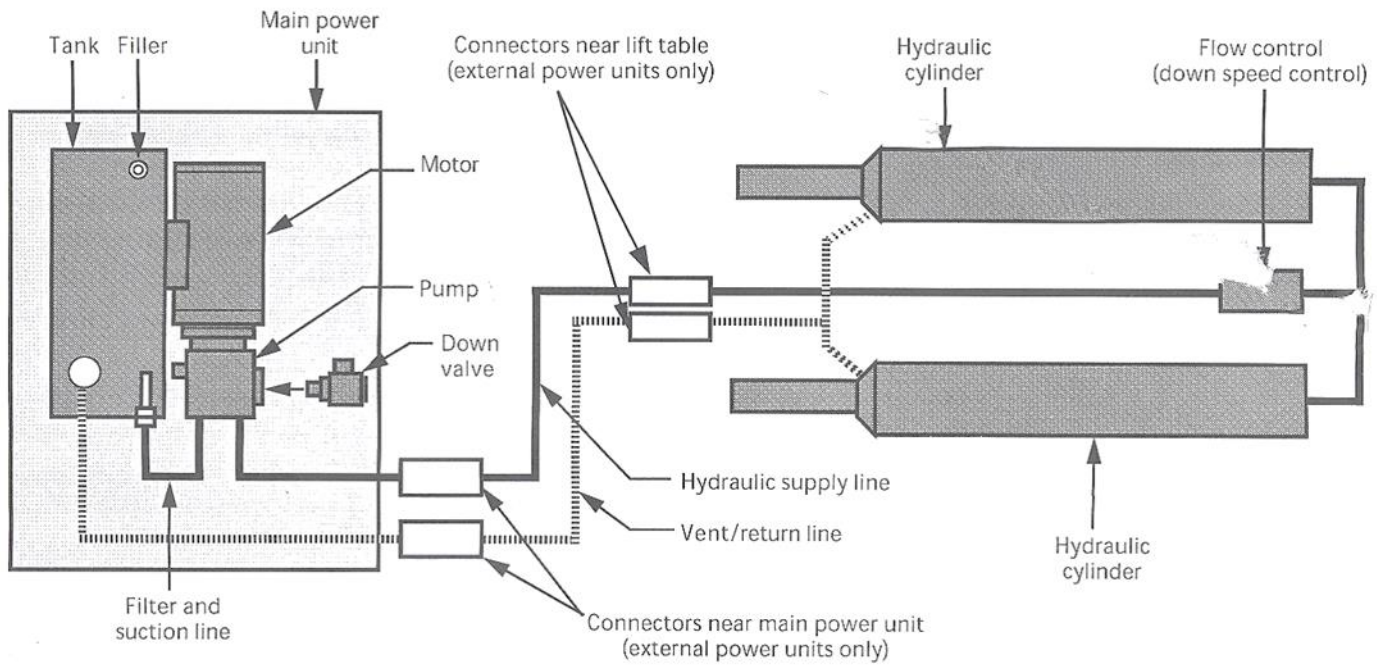 Main power
unit
Tank
Filler
Connectors near lift table
(external power units only)
Hydraulic
cylinder
Flow control
(down speed control)
Motor
Pump
Down
valve
Hydraulic supply line
Vent/return line
Hydraulic
cylinder
Filter and
suction line
Connectors near main power unit
(external power units only)